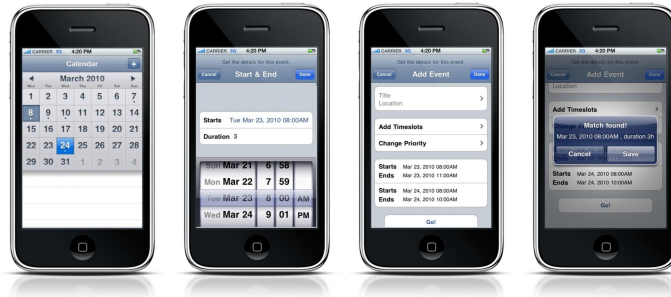 CARRIER 3G 4:20 PM
Calendar +
March 2010
Mon Tue Wed Thu Fri Sat Sun
1 2 3 4 5 6 7
8 9 10 11 12 13 14
15 16 17 18 19 20 21
22 23 24 25 26 27 28
29 30 31 1 2 3 4
CARRIER 3G 4:20 PM
Set the details for this event.
Cancel Start & End Done
Starts Tue Mar 23, 2010 08:00AM
Duration 3
Sun Mar 21 6 58
Mon Mar 22 7 59
Tue Mar 23 8 00 AM
Wed Mar 24 9 01 PM
CARRIER 3G 4:20 PM
Set the details for this event.
Cancel Add Event Done
Title
Location
Add Timeslots
Change Priority
Starts Mar 23, 2010 08:00AM
Ends Mar 23, 2010 11:00AM
Starts Mar 24, 2010 08:00AM
Ends Mar 24, 2010 10:00AM
Go!
CARRIER 3G 4:20 PM
Set the details for this event.
Cancel Add Event Done
Location
Add Timeslots
Match found!
Mar 23, 2010 08:00AM , duration 3h
Cancel Save
Starts Mar 24, 2010 08:00AM
Ends Mar 24, 2010 10:00AM
Go!